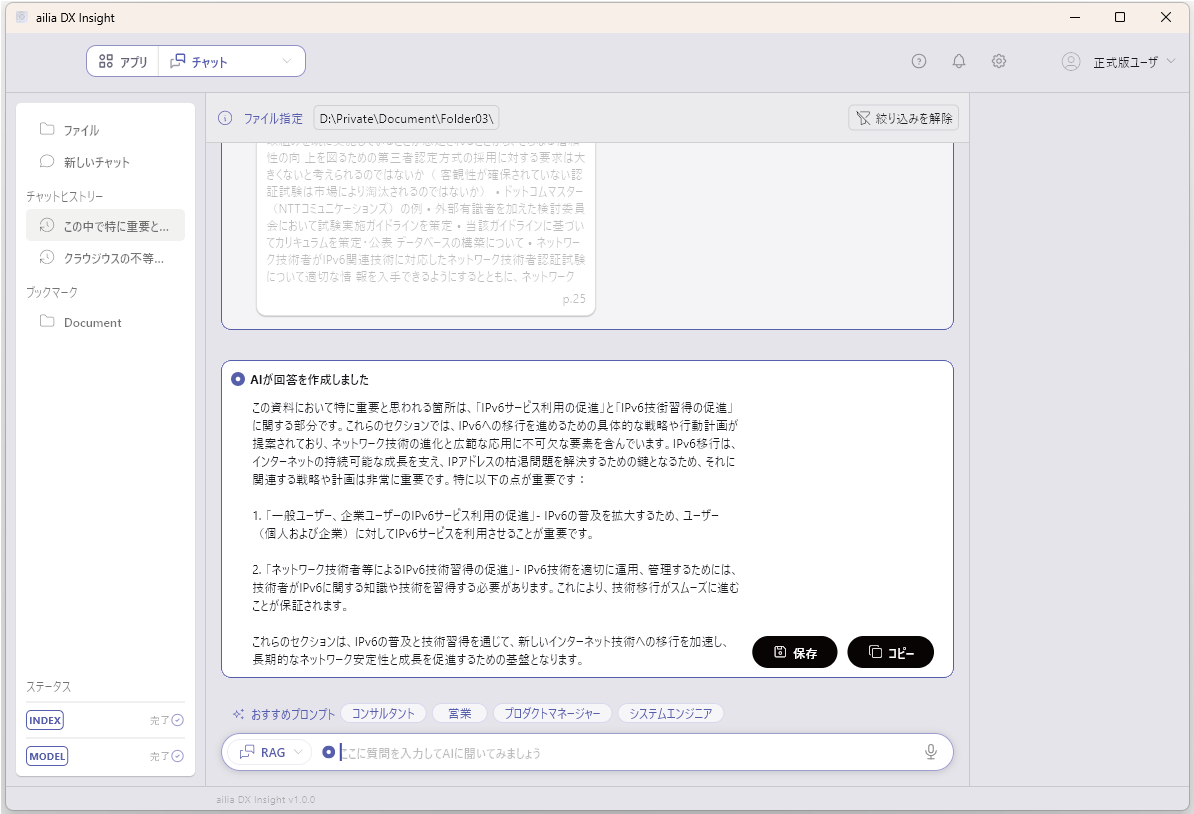 ailia DX Insight
アプリ
チャット
正式版ユーザ
ファイル
新しいチャット
チャットヒストリー
この中で特に重要と...
クラウジウスの不等...
ブックマーク
Document
ステータス
INDEX 完了
MODEL 完了
ファイル指定 D:\Private\Document\Folder03\
絞り込みを解除
性の向 上を図るための第三者認定方式の採用に対する要求は大
きくないと考えられるのではないか（ 客観性が確保されていない認
証試験は市場により淘汰されるのではないか） • ドットコムマスター
（NTTコミュニケーションズ）の例 • 外部有識者を加えた検討委員
会において試験実施ガイドラインを策定 • 当該ガイドラインに基づい
てカリキュラムを策定・公表 データベースの構築について • ネットワー
ク技術者がIPv6関連技術に対応したネットワーク技術者認証試験
について適切な情 報を入手できるようにするとともに、ネットワーク
p.25
AIが回答を作成しました
この資料において特に重要と思われる箇所は、「IPv6サービス利用の促進」と「IPv6技術習得の促進」
に関する部分です。これらのセクションでは、IPv6への移行を進めるための具体的な戦略や行動計画が
提案されており、ネットワーク技術の進化と広範な応用に不可欠な要素を含んでいます。IPv6移行は、
インターネットの持続可能な成長を支え、IPアドレスの枯渇問題を解決するための鍵となるため、それに
関連する戦略や計画は非常に重要です。特に以下の点が重要です：
1. 「一般ユーザー、企業ユーザーのIPv6サービス利用の促進」- IPv6の普及を拡大するため、ユーザー
（個人および企業）に対してIPv6サービスを利用させることが重要です。
2. 「ネットワーク技術者等によるIPv6技術習得の促進」- IPv6技術を適切に運用、管理するためには、
技術者がIPv6に関する知識や技術を習得する必要があります。これにより、技術移行がスムーズに進む
ことが保証されます。
これらのセクションは、IPv6の普及と技術習得を通じて、新しいインターネット技術への移行を加速し、
長期的なネットワーク安定性と成長を促進するための基盤となります。
保存
コピー
おすすめプロンプト コンサルタント 営業 プロダクトマネージャー システムエンジニア
RAG ここに質問を入力してAIに聞いてみましょう
ailia DX Insight v1.0.0